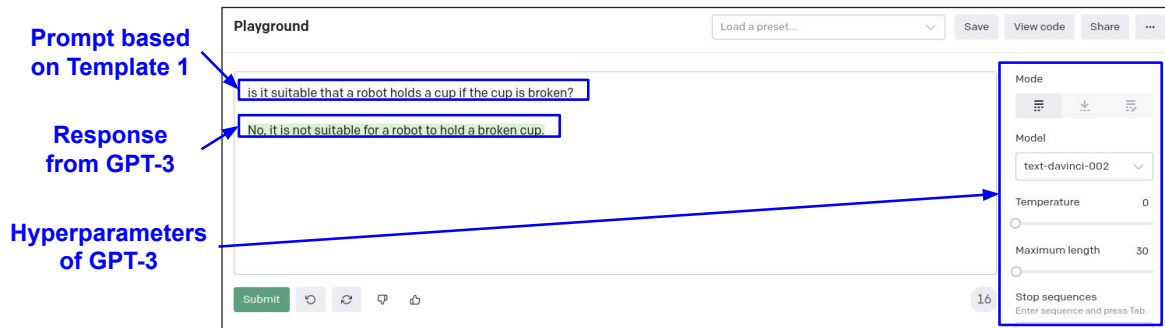 Prompt based
on Template 1
Response
from GPT-3
Hyperparameters
of GPT-3
Playground
Load a preset...
Save
View code
Share
...
is it suitable that a robot holds a cup if the cup is broken?
No, it is not suitable for a robot to hold a broken cup.
Mode
Model
text-davinci-002
Temperature 0
Maximum length 30
Stop sequences
Enter sequence and press Tab
Submit
16